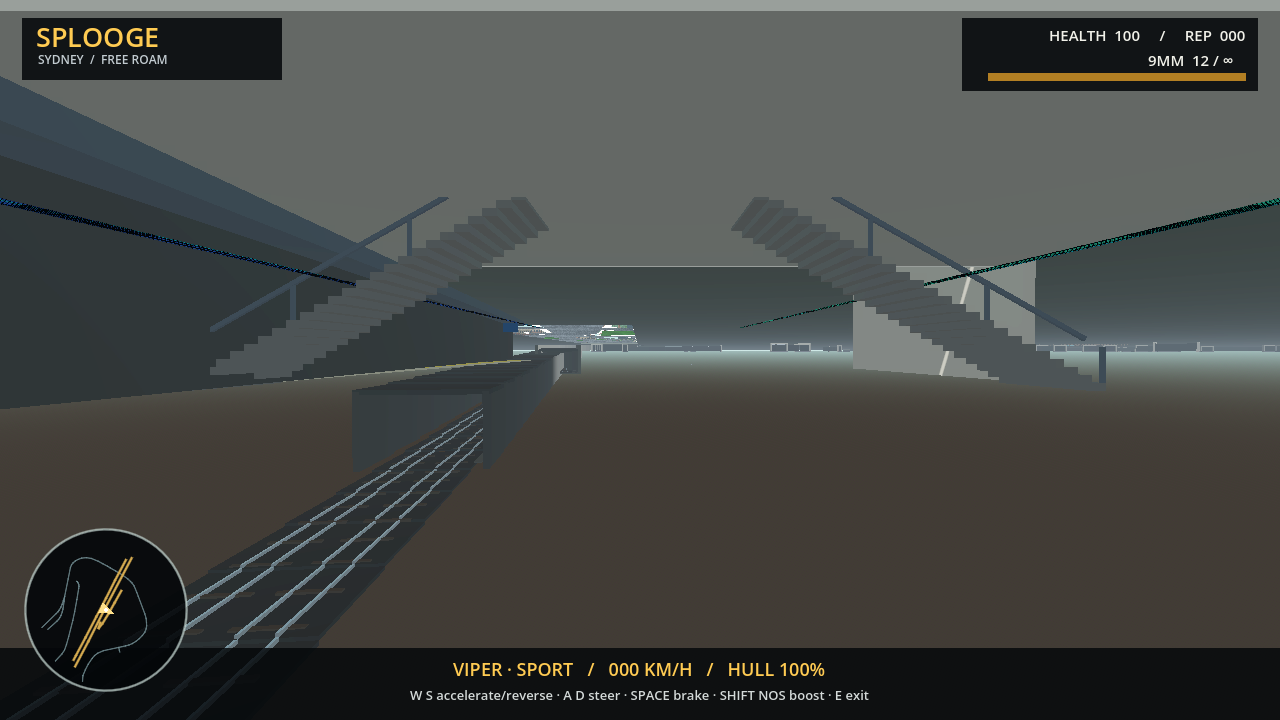 SPLOOGE
SYDNEY / FREE ROAM
HEALTH 100 / REP 000
9MM 12 / ∞
VIPER · SPORT / 000 KM/H / HULL 100%
W S accelerate/reverse · A D steer · SPACE brake · SHIFT NOS boost · E exit